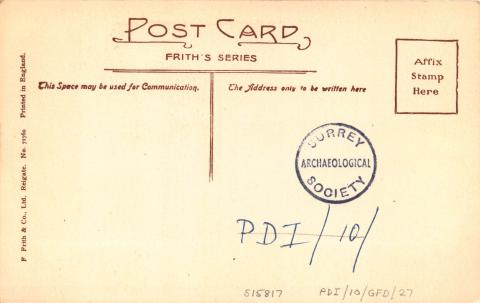 POST CARD
FRITH'S SERIES
This Space may be used for Communication.
The Address only to be written here
Affix
Stamp
Here
F Frith & Co., Ltd. Reigate. No. 71760 Printed in England.
SURREY
ARCHAEOLOGICAL
SOCIETY
PDI/10/
S15817
PDI/10/GFD/27